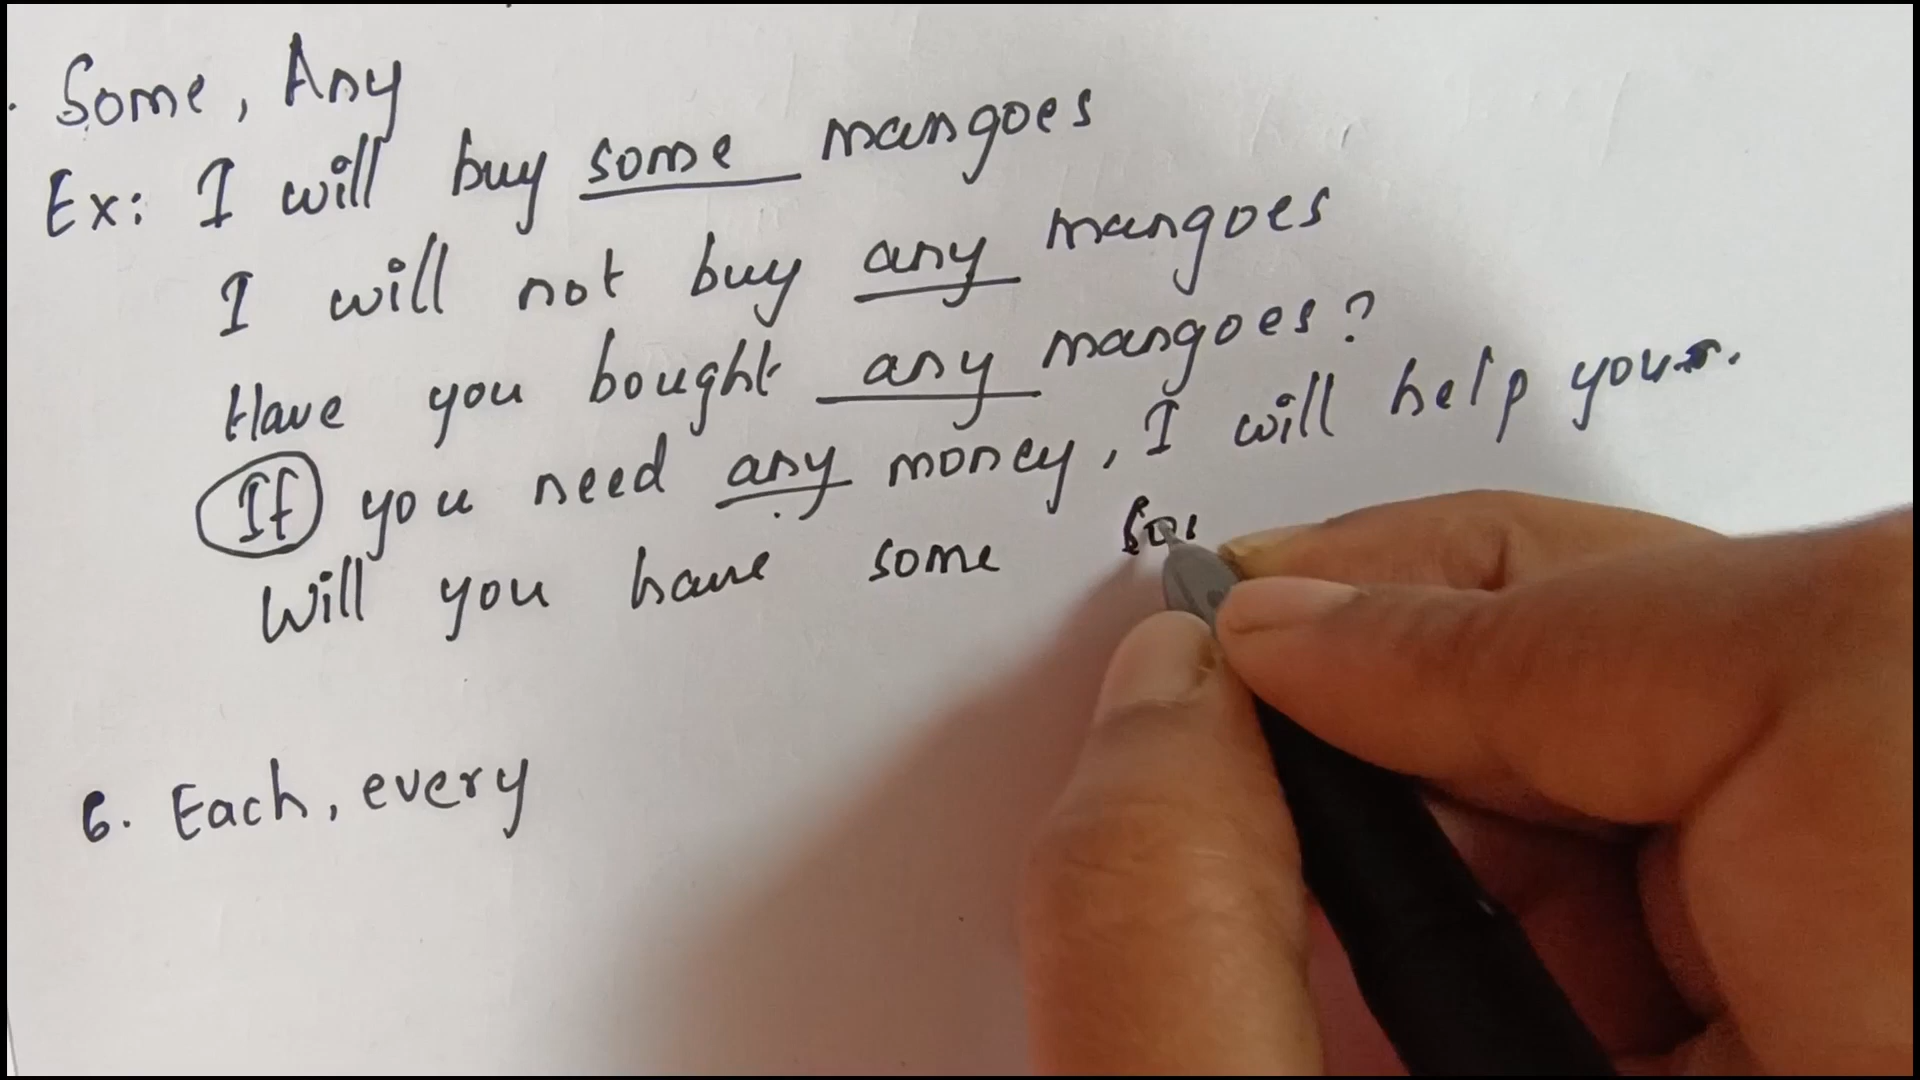 . Some, Any
Ex: I will buy some mangoes
I will not buy any mangoes
Have you bought any mangoes?
If you need any money, I will help you.
Will you have some
6. Each, every